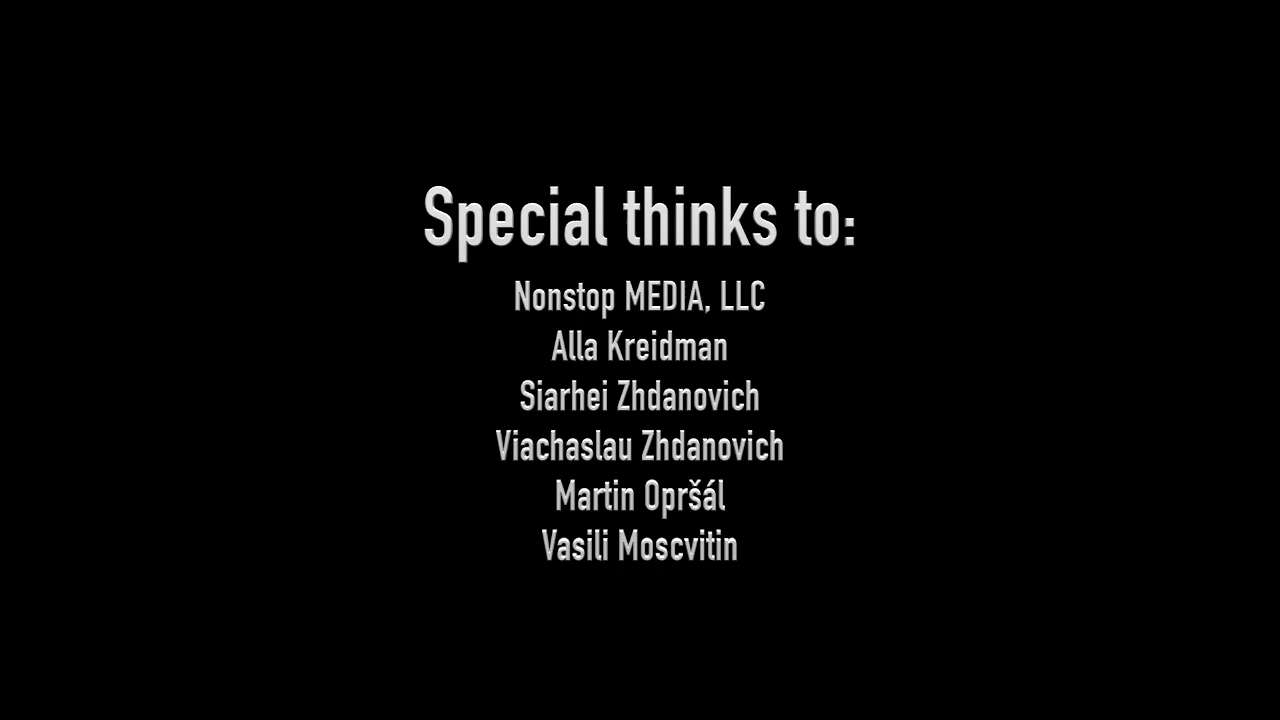 Special thinks to:
Nonstop MEDIA, LLC
Alla Kreidman
Siarhei Zhdanovich
Viachaslau Zhdanovich
Martin Opršál
Vasili Moscvitin